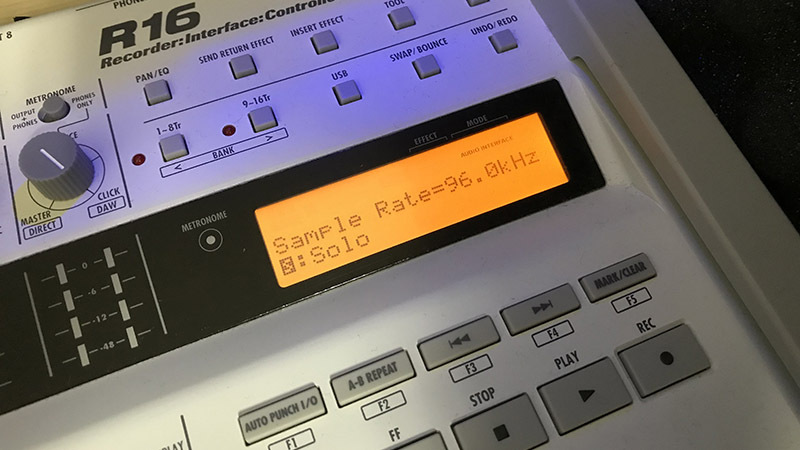 R16
Recorder:Interface:Controlle
PAN/EQ
SEND RETURN EFFECT
INSERT EFFECT
TOOL
USB
SWAP/BOUNCE
UNDO/REDO
METRONOME
OUTPUT
+
PHONES
PHONES
ONLY
1~8Tr
9~16Tr
< BANK >
CLICK
DAW
MASTER
DIRECT
EFFECT
MODE
AUDIO INTERFACE
METRONOME
Sample Rate=96.0kHz
:Solo
0
-6
-12
-48
AUTO PUNCH I/O
A-B REPEAT
MARK/CLEAR
F1
F2
F3
F4
F5
FF
STOP
PLAY
REC